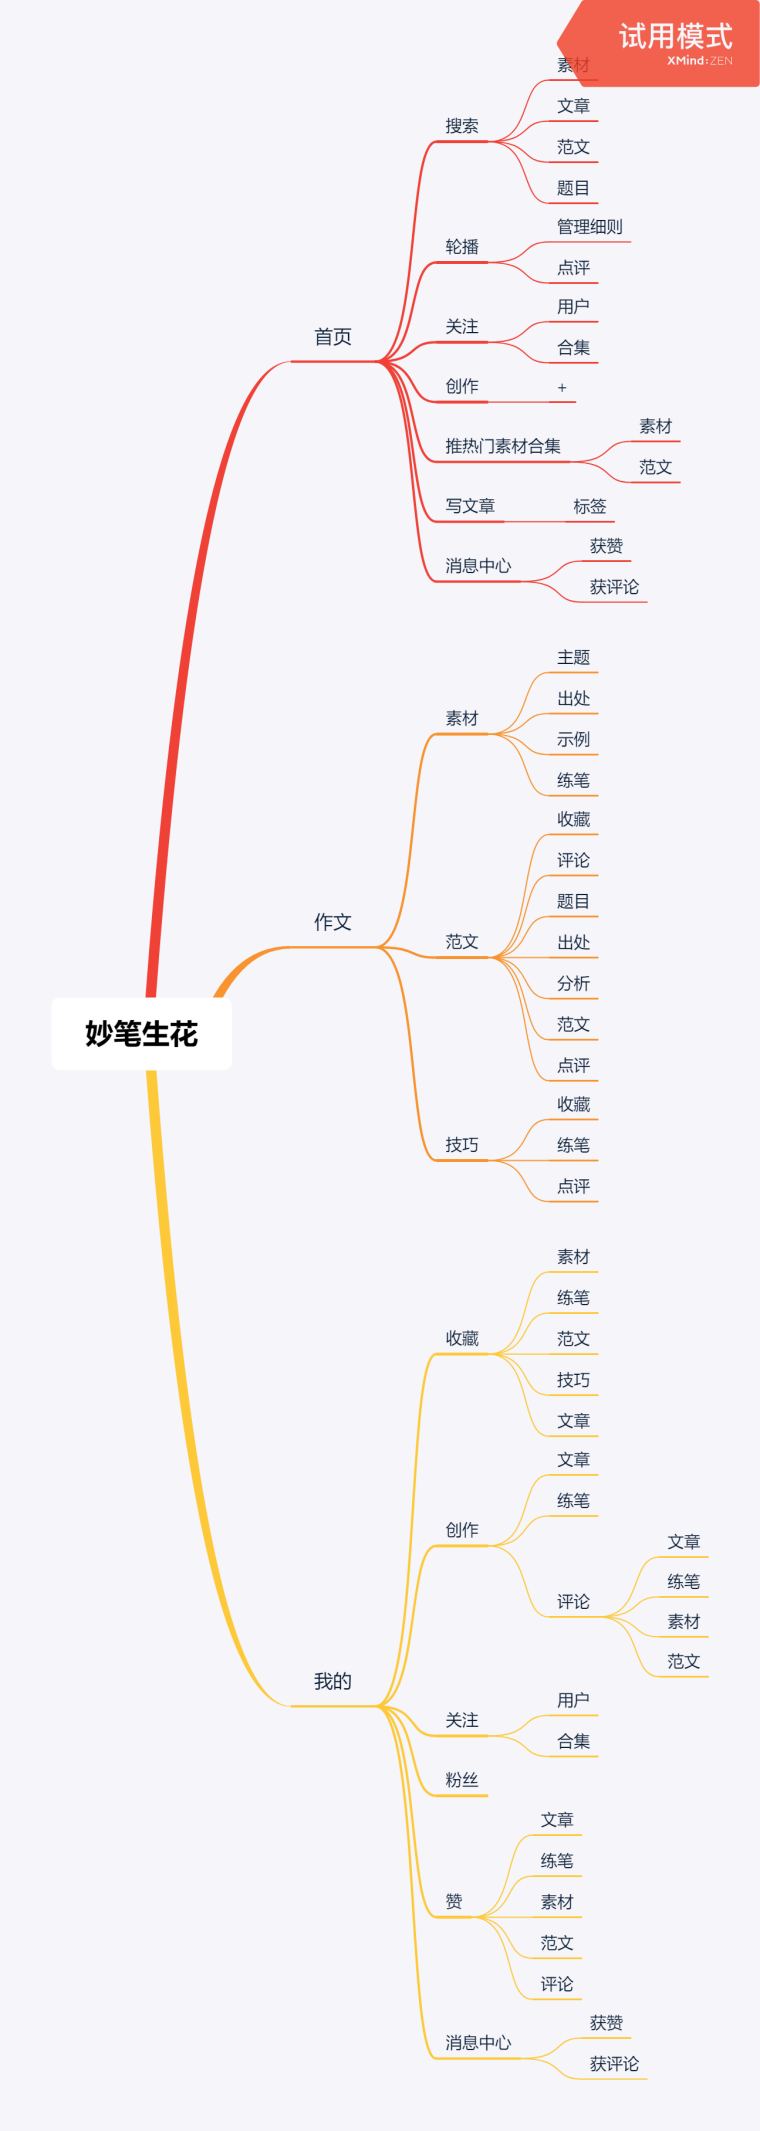 试用模式
XMind:ZEN
妙笔生花
首页
搜索
素材
文章
范文
题目
轮播
管理细则
点评
关注
用户
合集
创作
+
推热门素材合集
素材
范文
写文章
标签
消息中心
获赞
获评论
作文
素材
主题
出处
示例
练笔
范文
收藏
评论
题目
出处
分析
范文
点评
技巧
收藏
练笔
点评
我的
收藏
素材
练笔
范文
技巧
文章
创作
文章
练笔
评论
文章
练笔
素材
范文
关注
用户
合集
粉丝
赞
文章
练笔
素材
范文
评论
消息中心
获赞
获评论